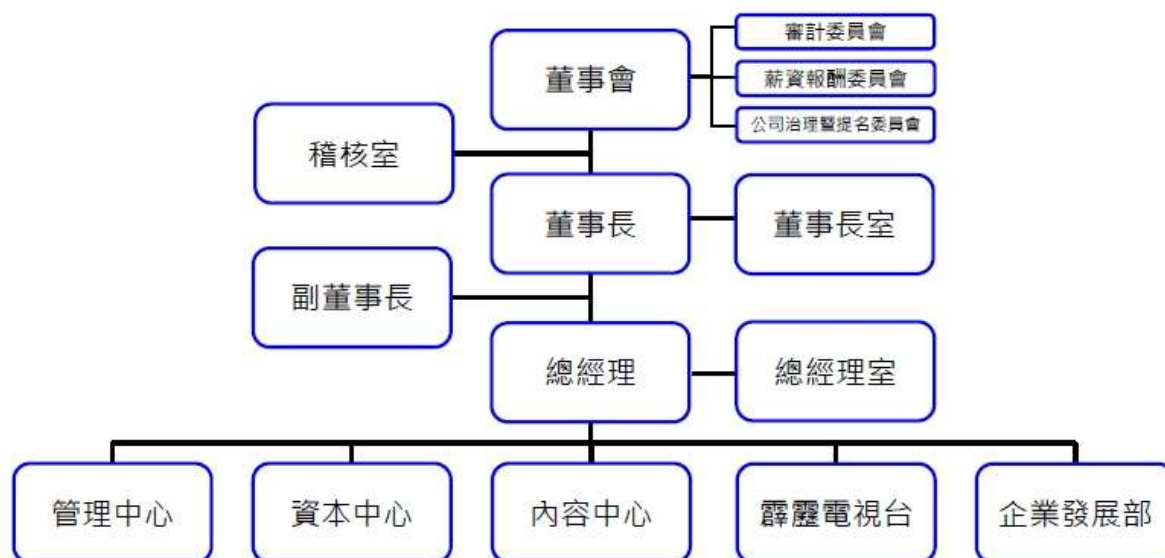 審計委員會
董事會
薪資報酬委員會
公司治理暨提名委員會
稽核室
董事長
董事長室
副董事長
總經理
總經理室
管理中心
資本中心
內容中心
霹靂電視台
企業發展部